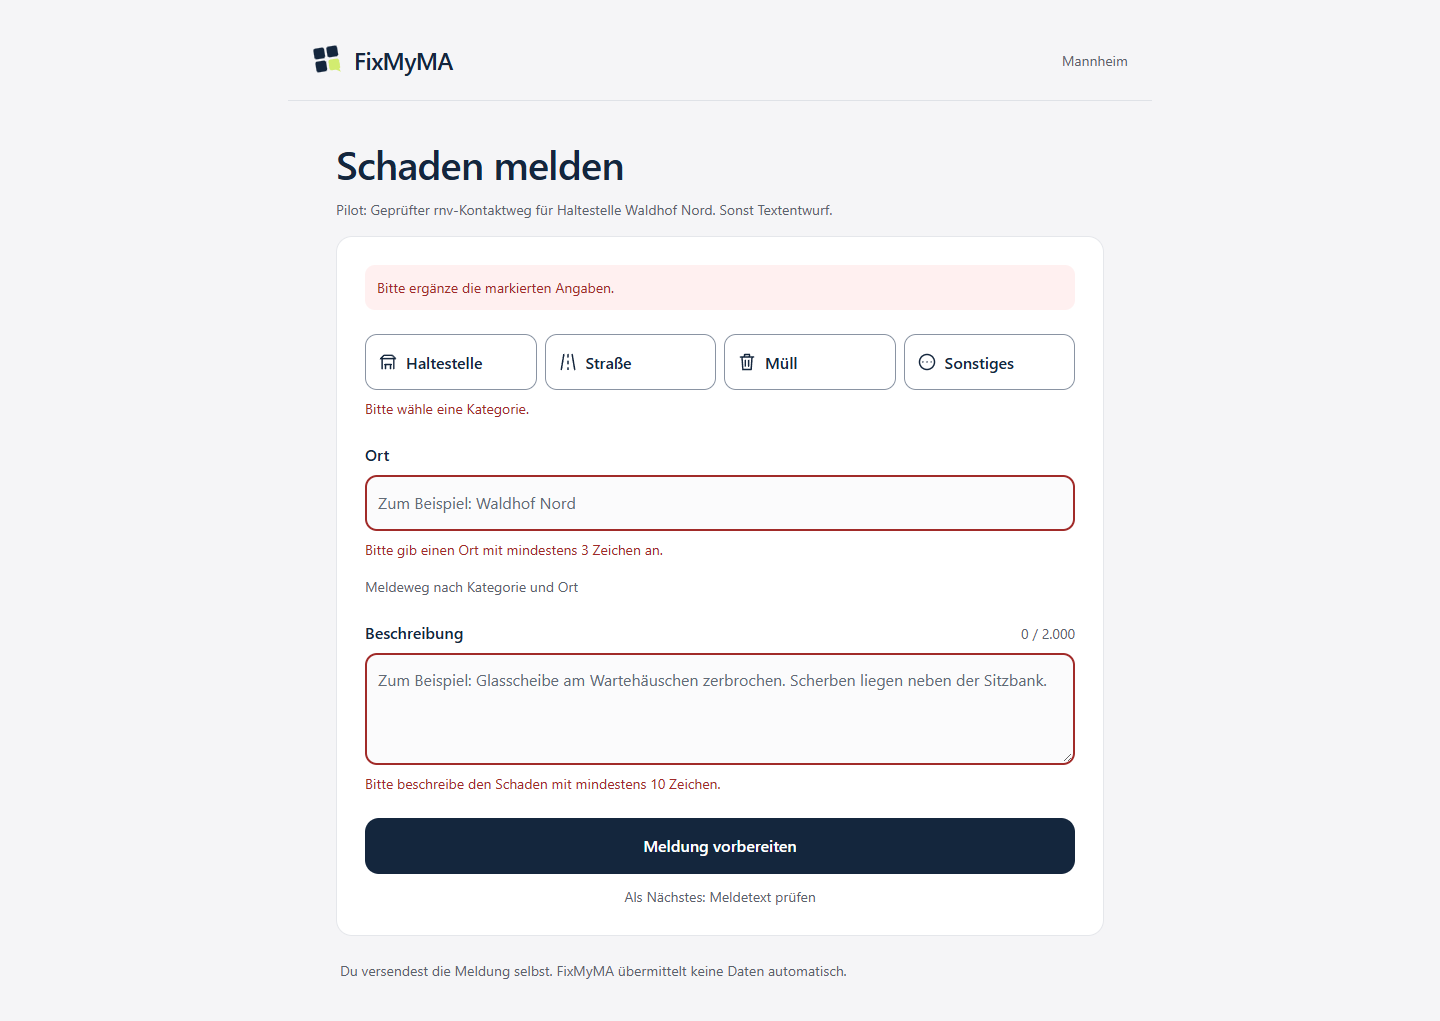 FixMyMA
Mannheim
Schaden melden
Pilot: Geprüfter rnv-Kontaktweg für Haltestelle Waldhof Nord. Sonst Textentwurf.
Bitte ergänze die markierten Angaben.
Haltestelle
Straße
Müll
Sonstiges
Bitte wähle eine Kategorie.
Ort
Zum Beispiel: Waldhof Nord
Bitte gib einen Ort mit mindestens 3 Zeichen an.
Meldeweg nach Kategorie und Ort
Beschreibung
0 / 2.000
Zum Beispiel: Glasscheibe am Wartehäuschen zerbrochen. Scherben liegen neben der Sitzbank.
Bitte beschreibe den Schaden mit mindestens 10 Zeichen.
Meldung vorbereiten
Als Nächstes: Meldetext prüfen
Du versendest die Meldung selbst. FixMyMA übermittelt keine Daten automatisch.